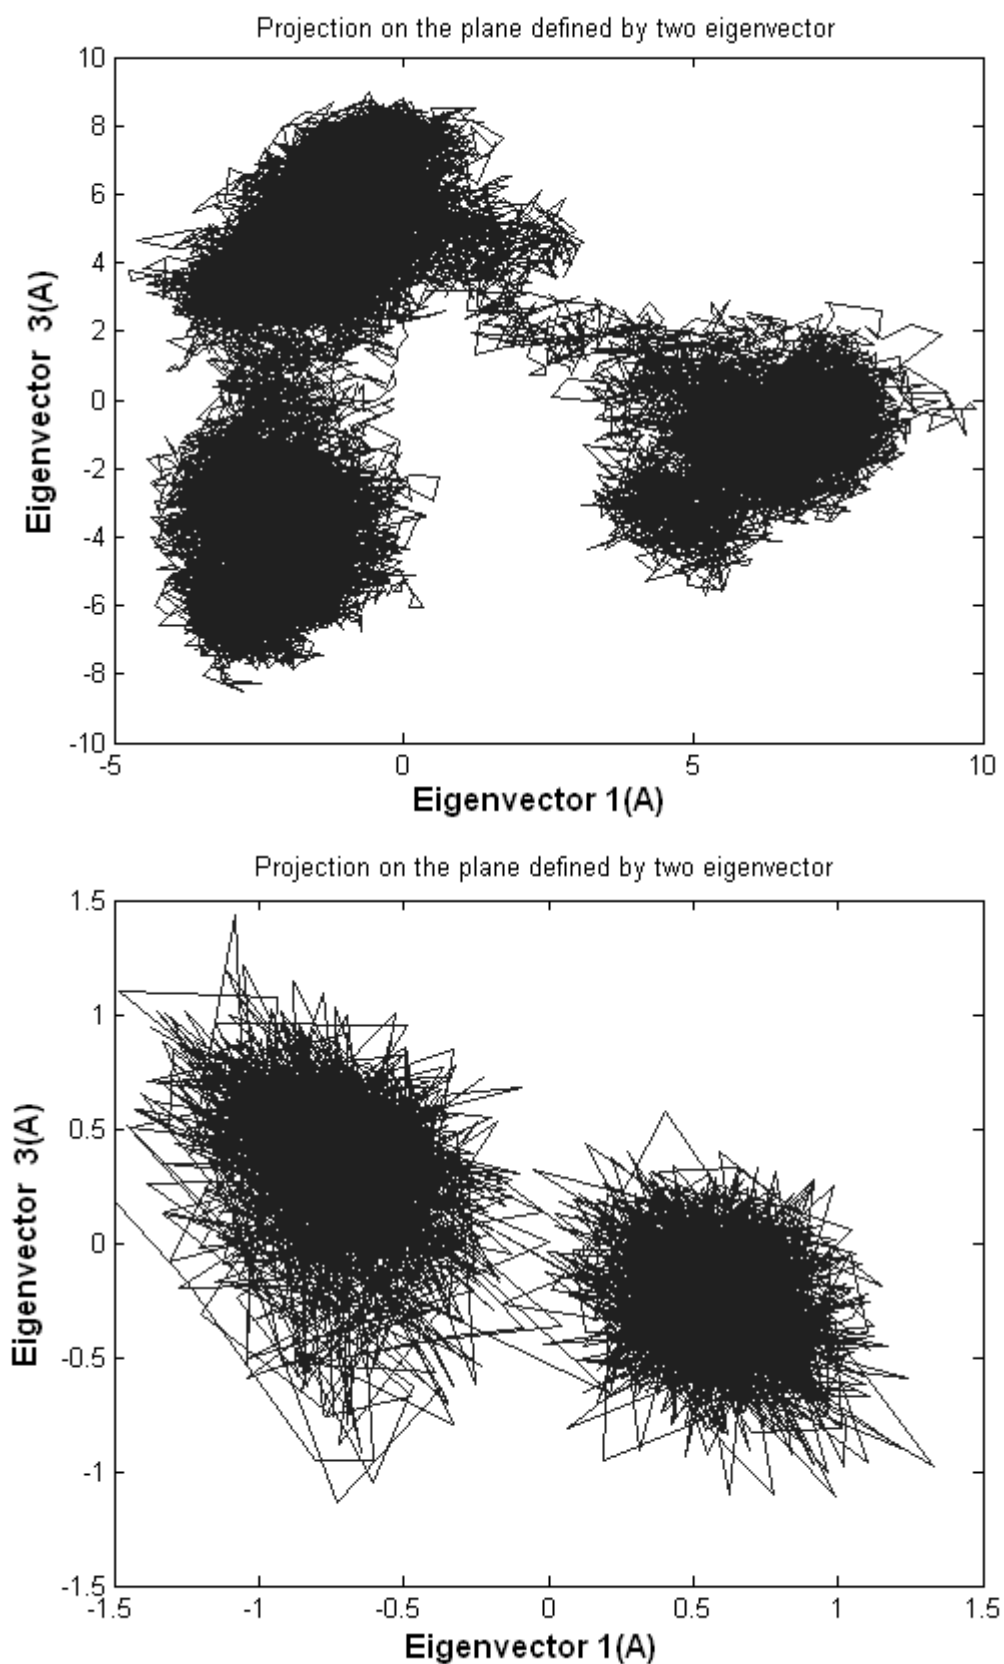 Projection on the plane defined by two eigenvector
10
8
6
4
2
0
-2
-4
-6
-8
-10
Eigenvector 3(A)
-5 0 5 10
Eigenvector 1(A)
Projection on the plane defined by two eigenvector
1.5
1
0.5
0
-0.5
-1
-1.5
Eigenvector 3(A)
-1.5 -1 -0.5 0 0.5 1 1.5
Eigenvector 1(A)